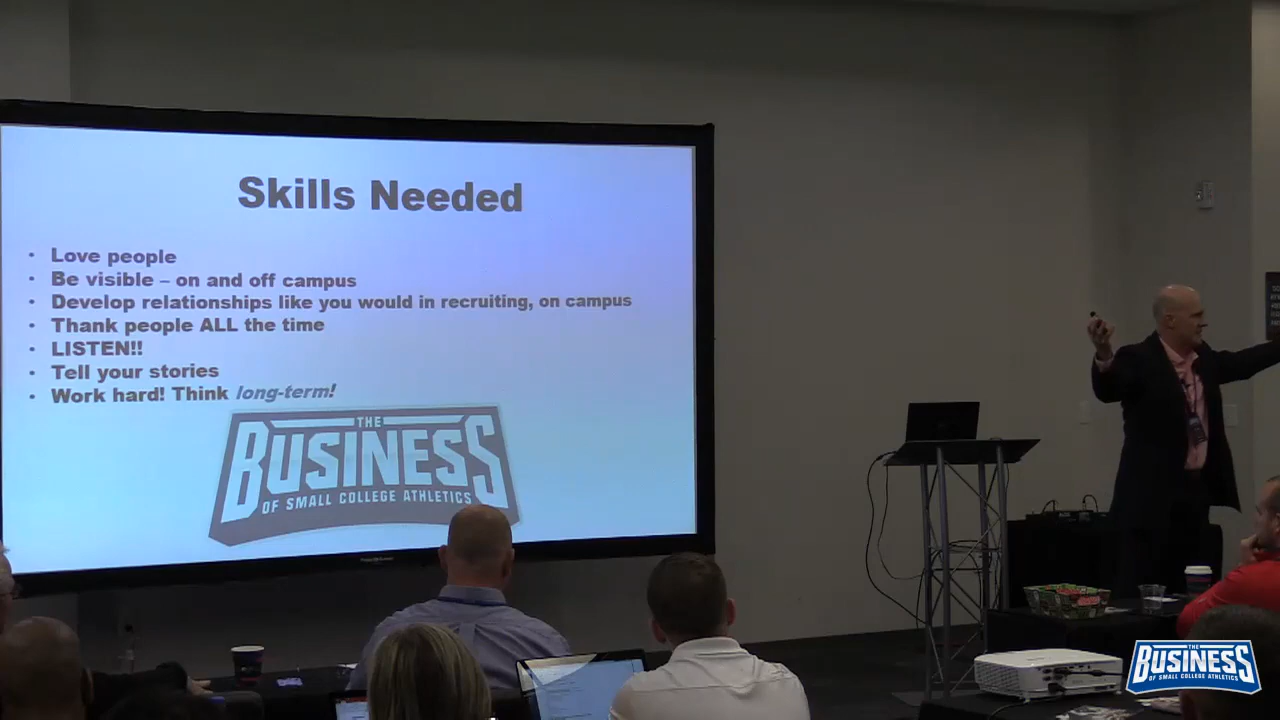 Skills Needed
• Love people
• Be visible – on and off campus
• Develop relationships like you would in recruiting, on campus
• Thank people ALL the time
• LISTEN!!
• Tell your stories
• Work hard! Think long-term!
THE
BUSINESS
OF SMALL COLLEGE ATHLETICS
THE
BUSINESS
OF SMALL COLLEGE ATHLETICS